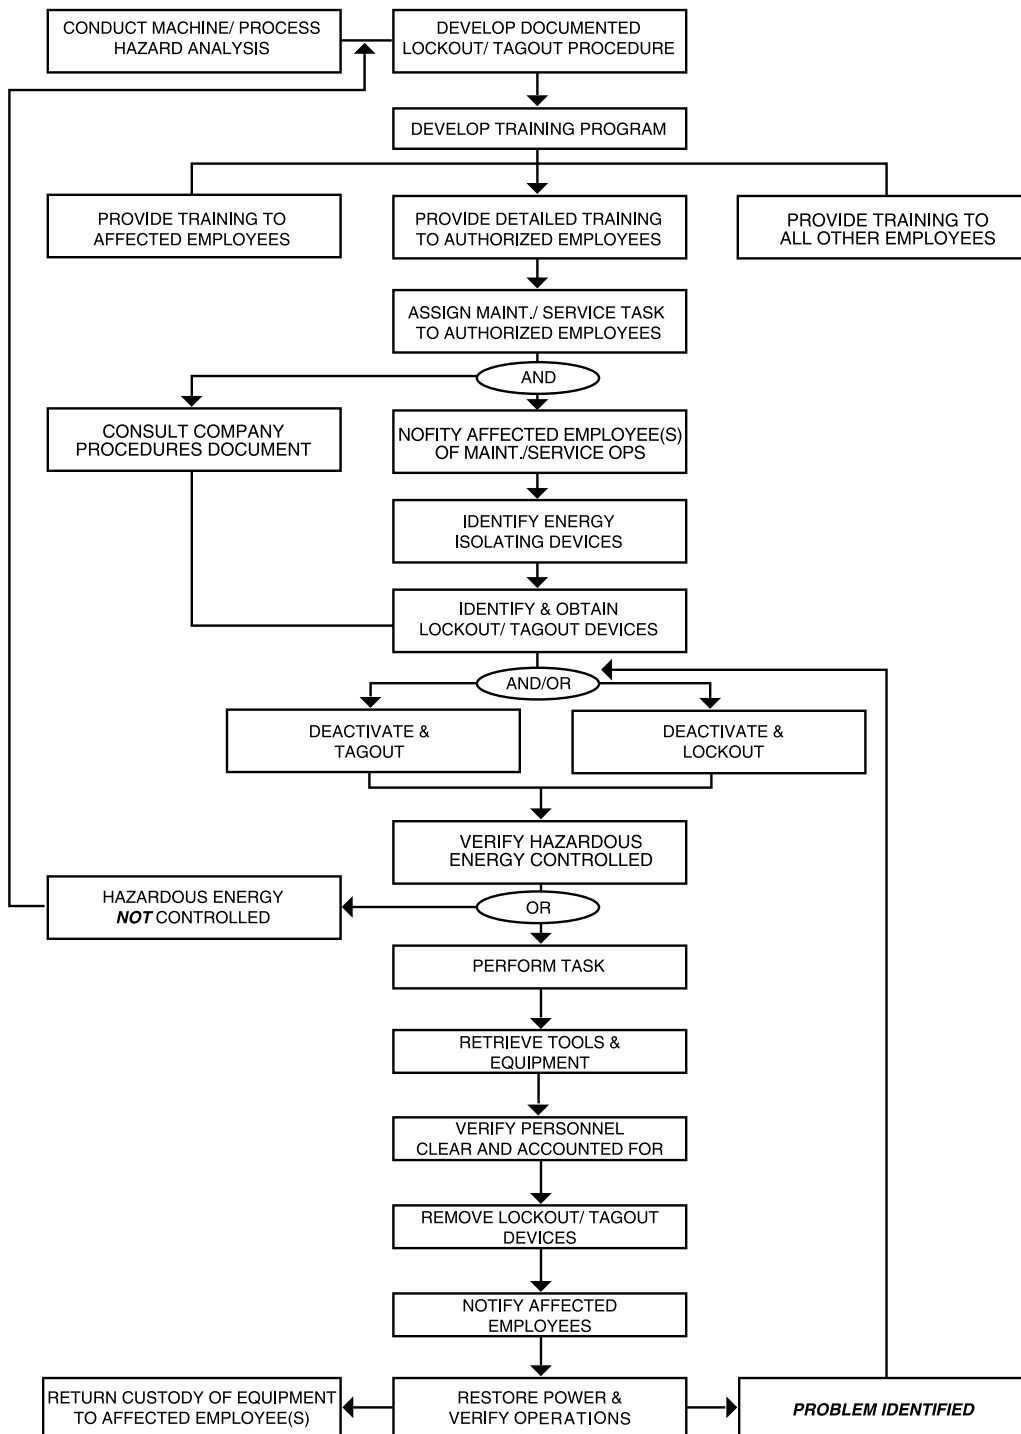 CONDUCT MACHINE/ PROCESS
HAZARD ANALYSIS
DEVELOP DOCUMENTED
LOCKOUT/ TAGOUT PROCEDURE
DEVELOP TRAINING PROGRAM
PROVIDE TRAINING TO
AFFECTED EMPLOYEES
PROVIDE DETAILED TRAINING
TO AUTHORIZED EMPLOYEES
PROVIDE TRAINING TO
ALL OTHER EMPLOYEES
ASSIGN MAINT./ SERVICE TASK
TO AUTHORIZED EMPLOYEES
AND
CONSULT COMPANY
PROCEDURES DOCUMENT
NOFITY AFFECTED EMPLOYEE(S)
OF MAINT./SERVICE OPS
IDENTIFY ENERGY
ISOLATING DEVICES
IDENTIFY & OBTAIN
LOCKOUT/ TAGOUT DEVICES
AND/OR
DEACTIVATE &
TAGOUT
DEACTIVATE &
LOCKOUT
VERIFY HAZARDOUS
ENERGY CONTROLLED
HAZARDOUS ENERGY
NOT CONTROLLED
OR
PERFORM TASK
RETRIEVE TOOLS &
EQUIPMENT
VERIFY PERSONNEL
CLEAR AND ACCOUNTED FOR
REMOVE LOCKOUT/ TAGOUT
DEVICES
NOTIFY AFFECTED
EMPLOYEES
RETURN CUSTODY OF EQUIPMENT
TO AFFECTED EMPLOYEE(S)
RESTORE POWER &
VERIFY OPERATIONS
PROBLEM IDENTIFIED